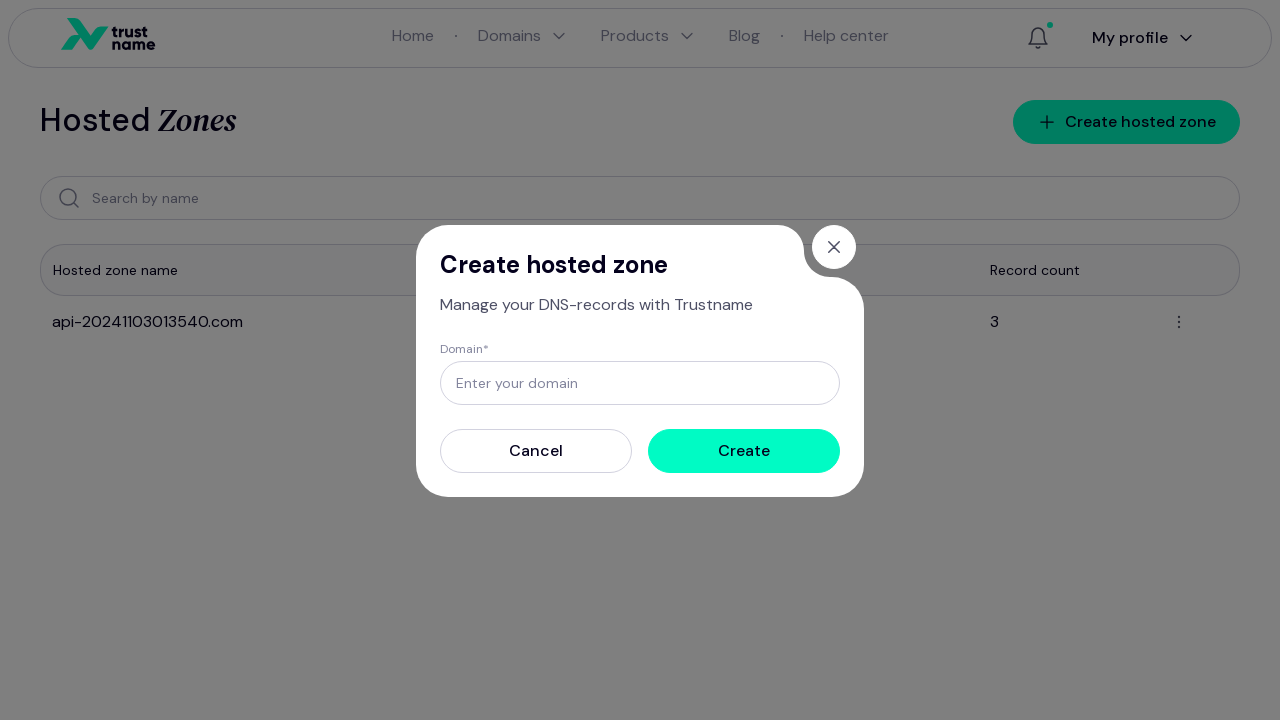 trust
name
Home · Domains Products Blog · Help center
My profile
Hosted Zones
Create hosted zone
Search by name
Hosted zone name
Record count
api-20241103013540.com
3
Create hosted zone
Manage your DNS-records with Trustname
Domain*
Enter your domain
Cancel
Create